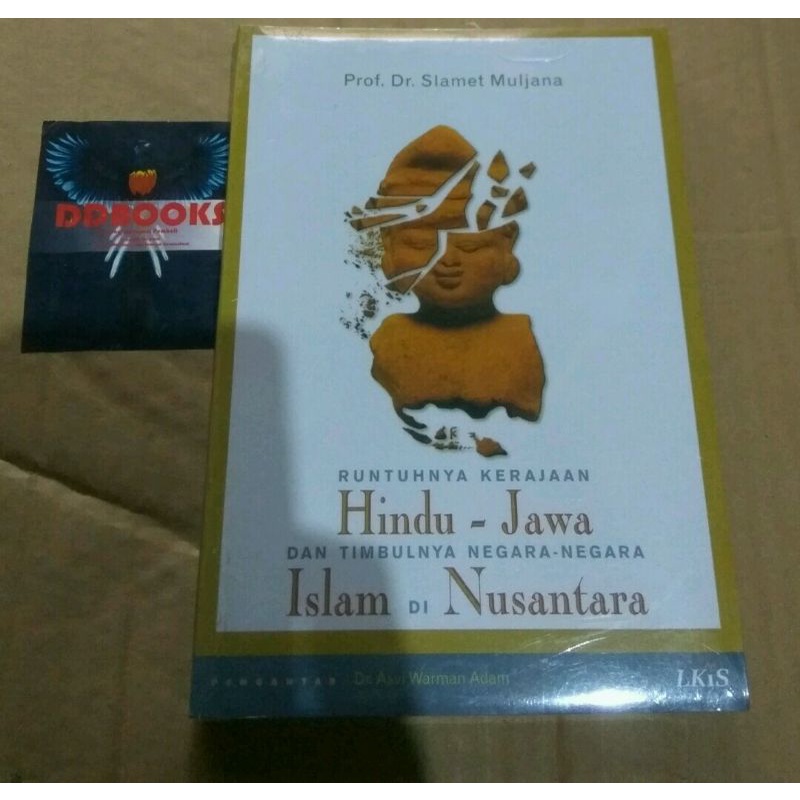 Prof. Dr. Slamet Muljana
DDBOOKS
RUNTUHNYA KERAJAAN
Hindu - Jawa
DAN TIMBULNYA NEGARA-NEGARA
Islam DI Nusantara
PENGANTAR Dr. Asvi Warman Adam
LKiS